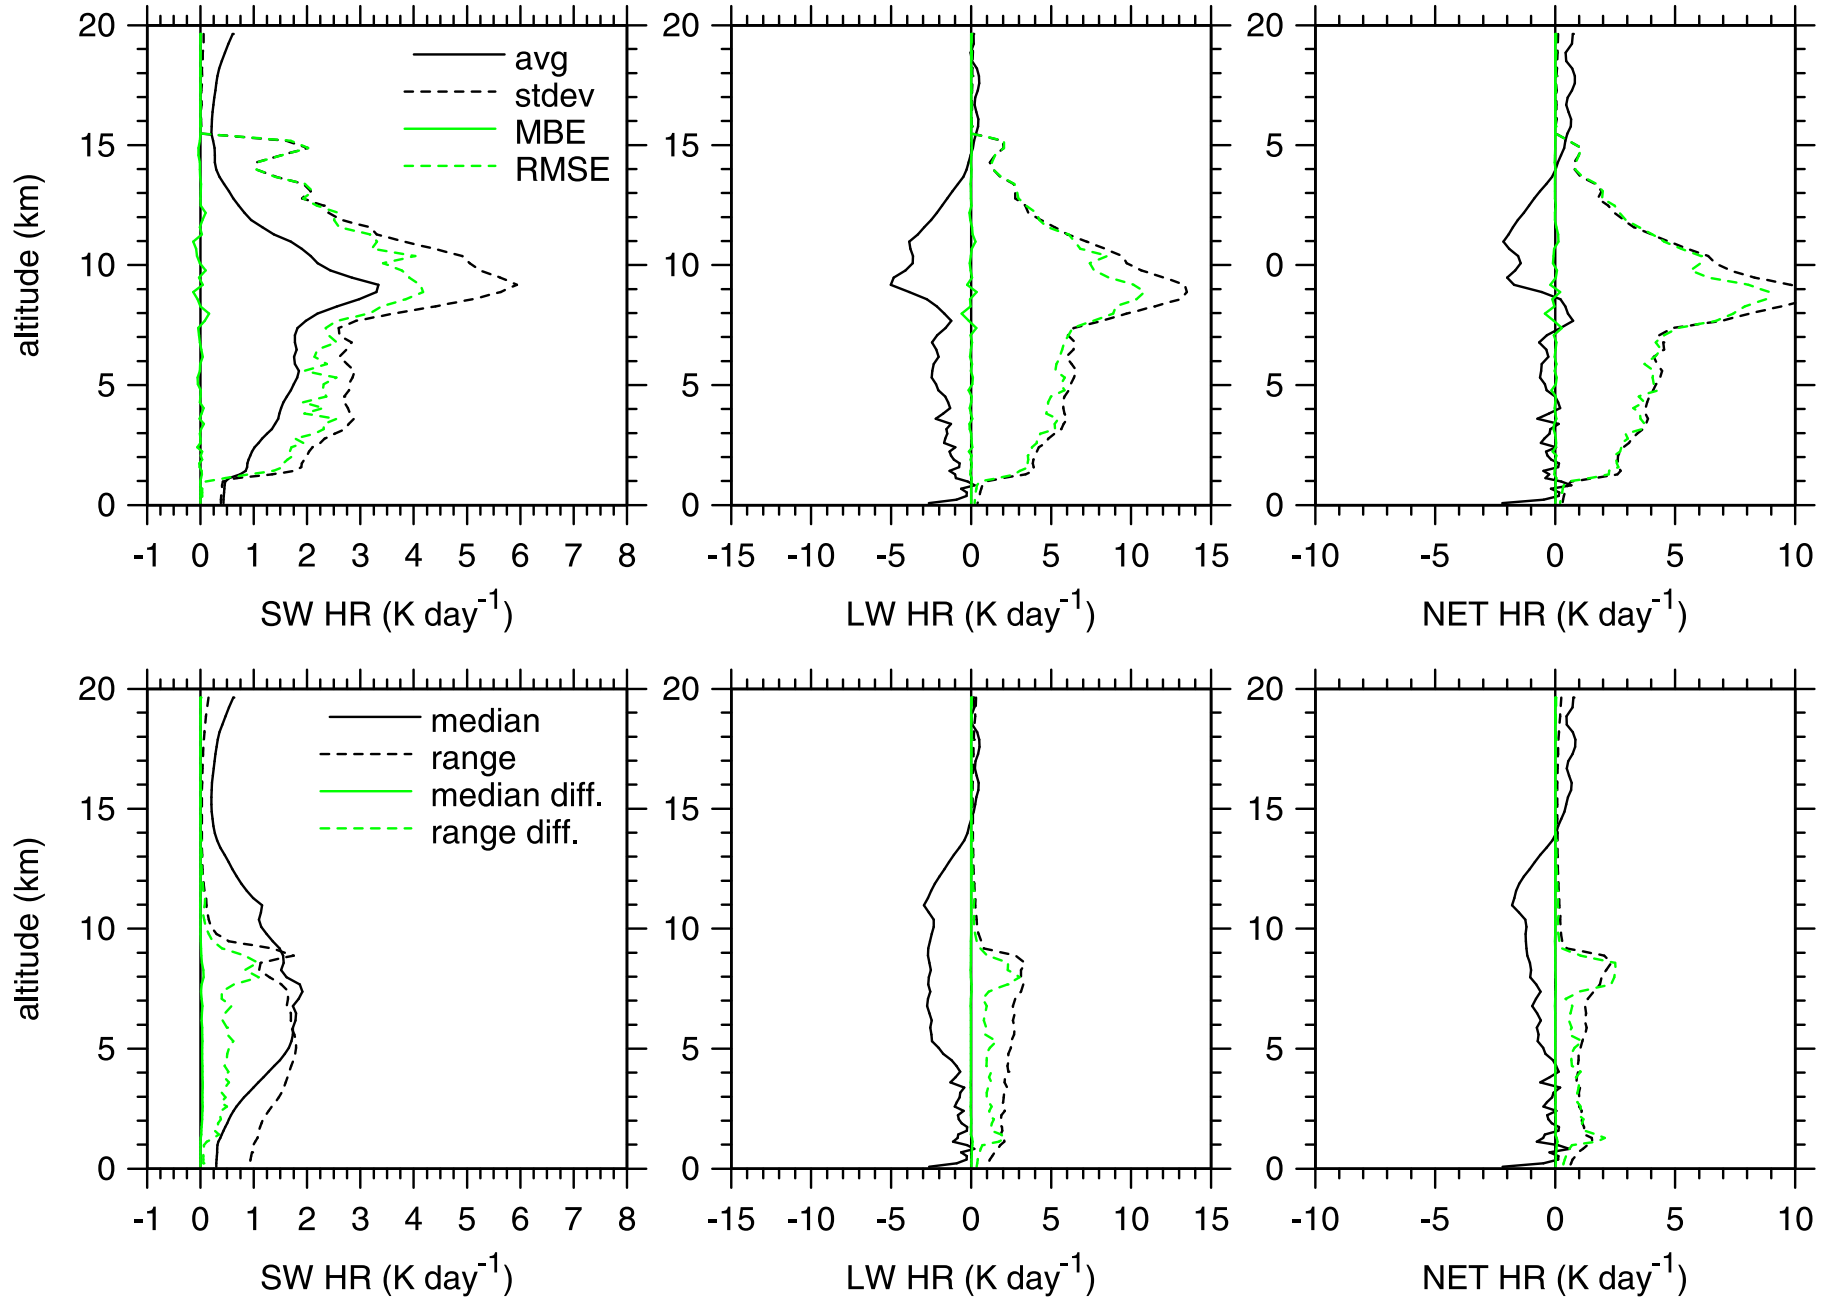 20
15
10
5
0
altitude (km)
avg
stdev
MBE
RMSE
-1 0 1 2 3 4 5 6 7 8
SW HR (K day-1)
20
15
10
5
0
-15 -10 -5 0 5 10 15
LW HR (K day-1)
20
5
0
5
0
-10 -5 0 5 10
NET HR (K day-1)
20
15
10
5
0
altitude (km)
median
range
median diff.
range diff.
-1 0 1 2 3 4 5 6 7 8
SW HR (K day-1)
20
15
10
5
0
-15 -10 -5 0 5 10 15
LW HR (K day-1)
20
15
10
5
0
-10 -5 0 5 10
NET HR (K day-1)